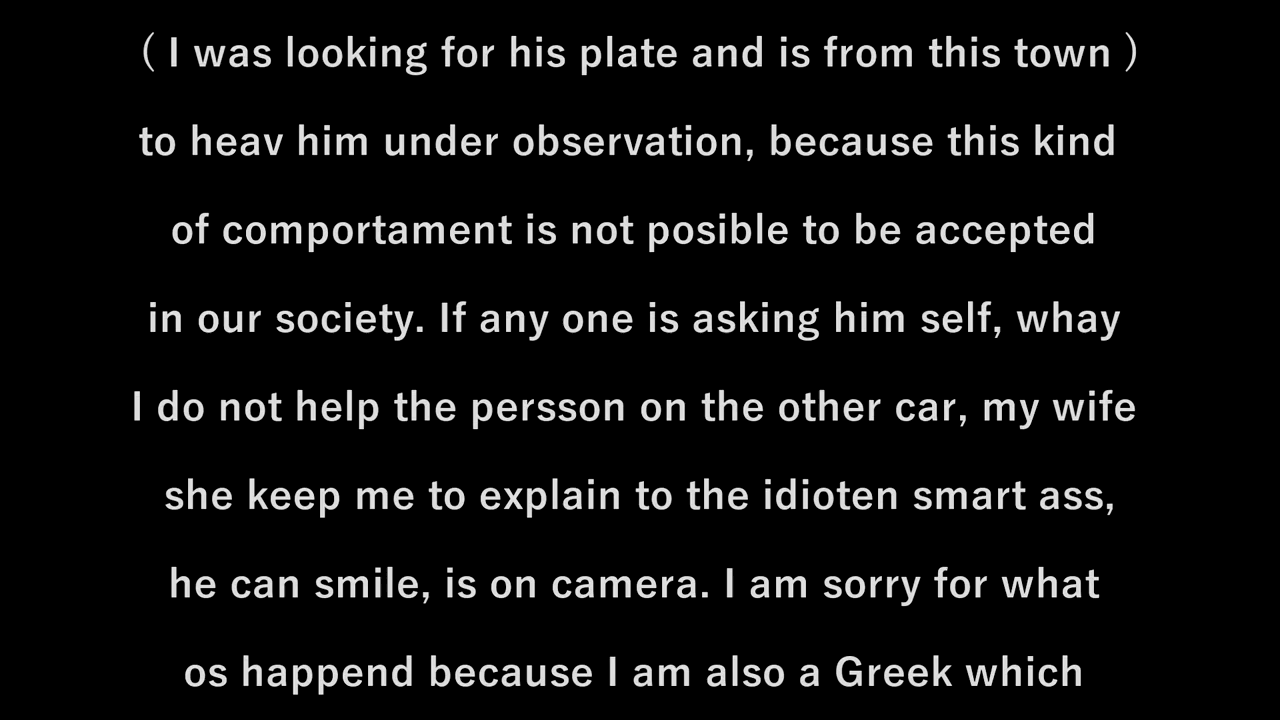 ( I was looking for his plate and is from this town )
to heav him under observation, because this kind
of comportament is not posible to be accepted
in our society. If any one is asking him self, whay
I do not help the persson on the other car, my wife
she keep me to explain to the idioten smart ass,
he can smile, is on camera. I am sorry for what
os happend because I am also a Greek which